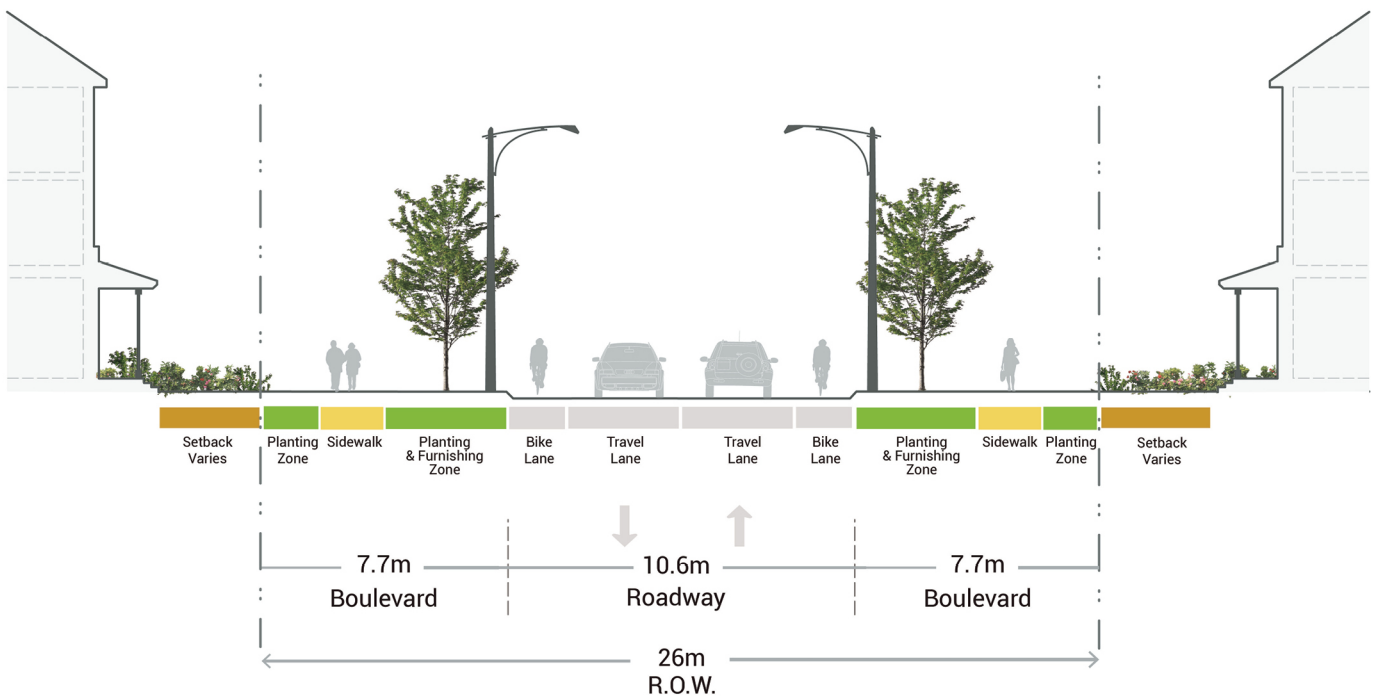 Setback
Varies
Planting
Zone
Sidewalk
Planting
& Furnishing
Zone
Bike
Lane
Travel
Lane
Travel
Lane
Bike
Lane
Planting
& Furnishing
Zone
Sidewalk
Planting
Zone
Setback
Varies
7.7m
Boulevard
10.6m
Roadway
7.7m
Boulevard
26m
R.O.W.